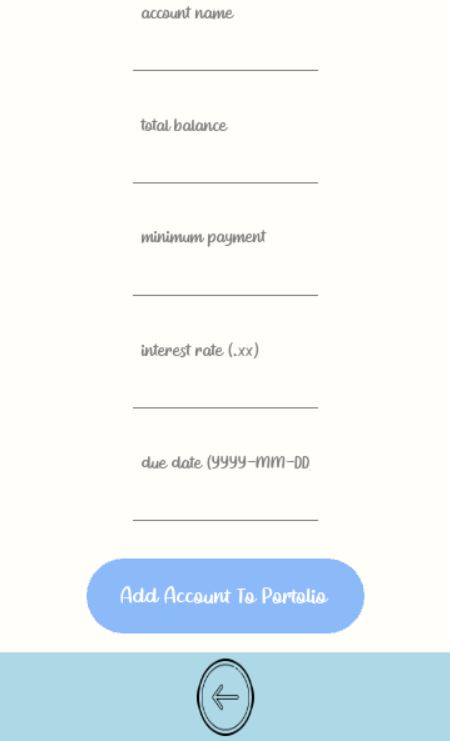 account name
total balance
minimum payment
interest rate (.xx)
due date (YYYY-MM-DD
Add Account To Portolio